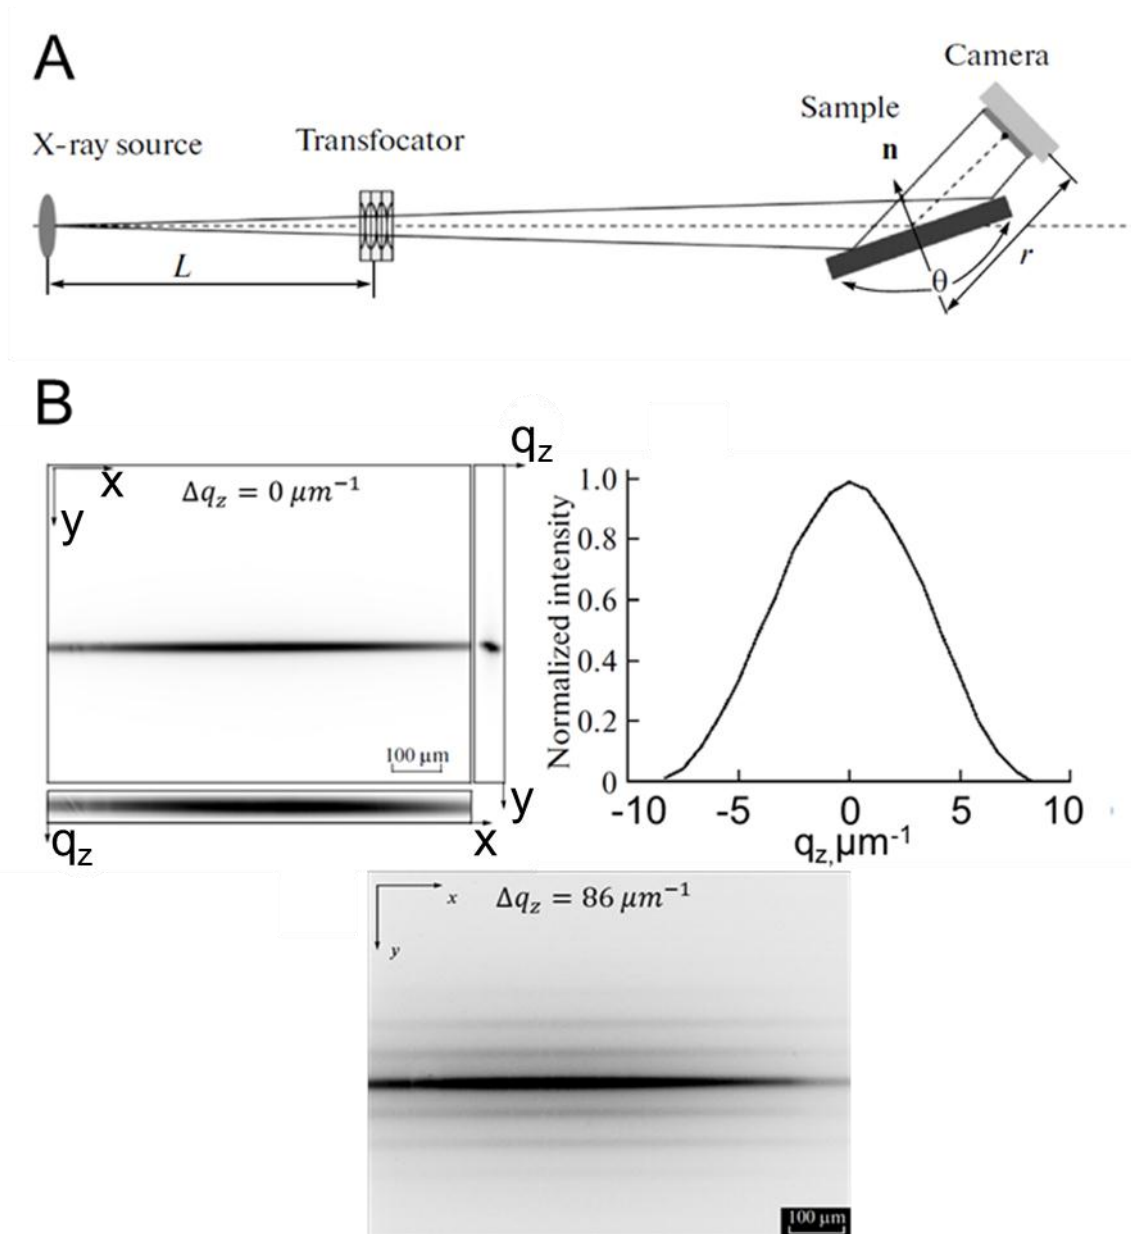 A
Camera
Sample
X-ray source
Transfocator
n
L
θ
r
B
q_z
x
y
Δq_z = 0 μm⁻¹
100 μm
y
q_z
x
Normalized intensity
1.0
0.8
0.6
0.4
0.2
0
-10 -5 0 5 10
q_z,μm⁻¹
x
Δq_z = 86 μm⁻¹
y
100 μm